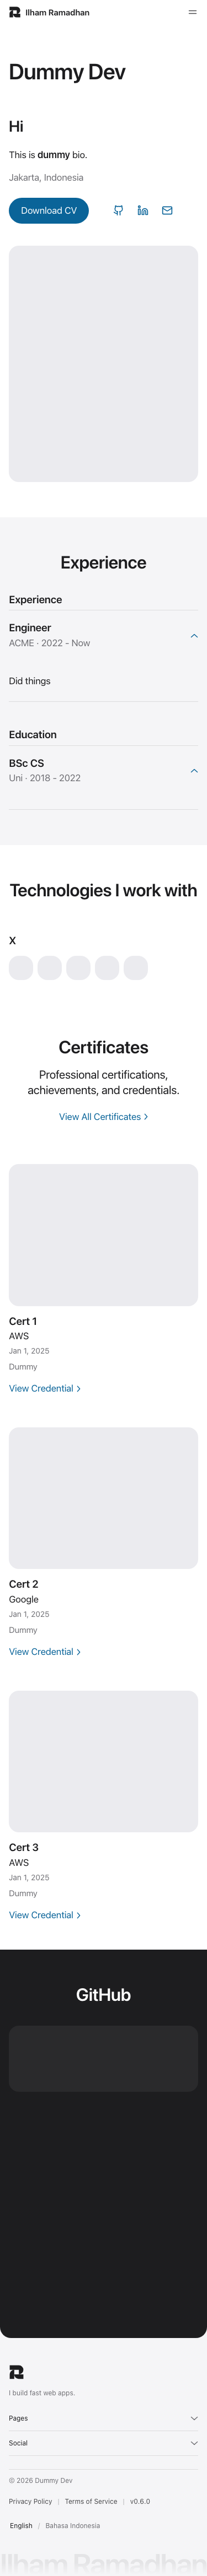 Ilham Ramadhan
Dummy Dev
Hi
This is dummy bio.
Jakarta, Indonesia
Download CV
Experience
Experience
Engineer
ACME · 2022 - Now
Did things
Education
BSc CS
Uni · 2018 - 2022
Technologies I work with
X
Certificates
Professional certifications,
achievements, and credentials.
View All Certificates
Cert 1
AWS
Jan 1, 2025
Dummy
View Credential
Cert 2
Google
Jan 1, 2025
Dummy
View Credential
Cert 3
AWS
Jan 1, 2025
Dummy
View Credential
GitHub
I build fast web apps.
Pages
Social
© 2026 Dummy Dev
Privacy Policy | Terms of Service | v0.6.0
English / Bahasa Indonesia
Ilham Ramadhan